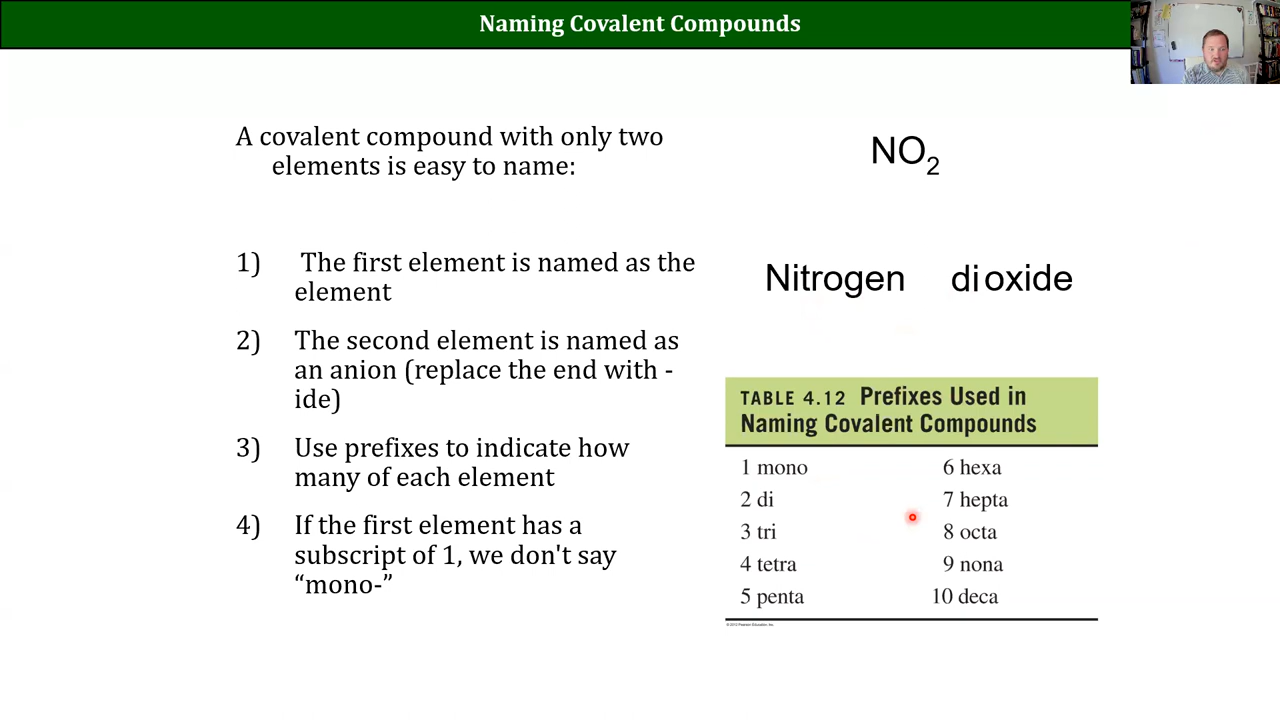 Naming Covalent Compounds
A covalent compound with only two
elements is easy to name:
1) The first element is named as the
element
2) The second element is named as
an anion (replace the end with -
ide)
3) Use prefixes to indicate how
many of each element
4) If the first element has a
subscript of 1, we don't say
“mono-”
NO₂
Nitrogen dioxide
TABLE 4.12 Prefixes Used in
Naming Covalent Compounds
1 mono 6 hexa
2 di 7 hepta
3 tri 8 octa
4 tetra 9 nona
5 penta 10 deca
© 2012 Pearson Education, Inc.